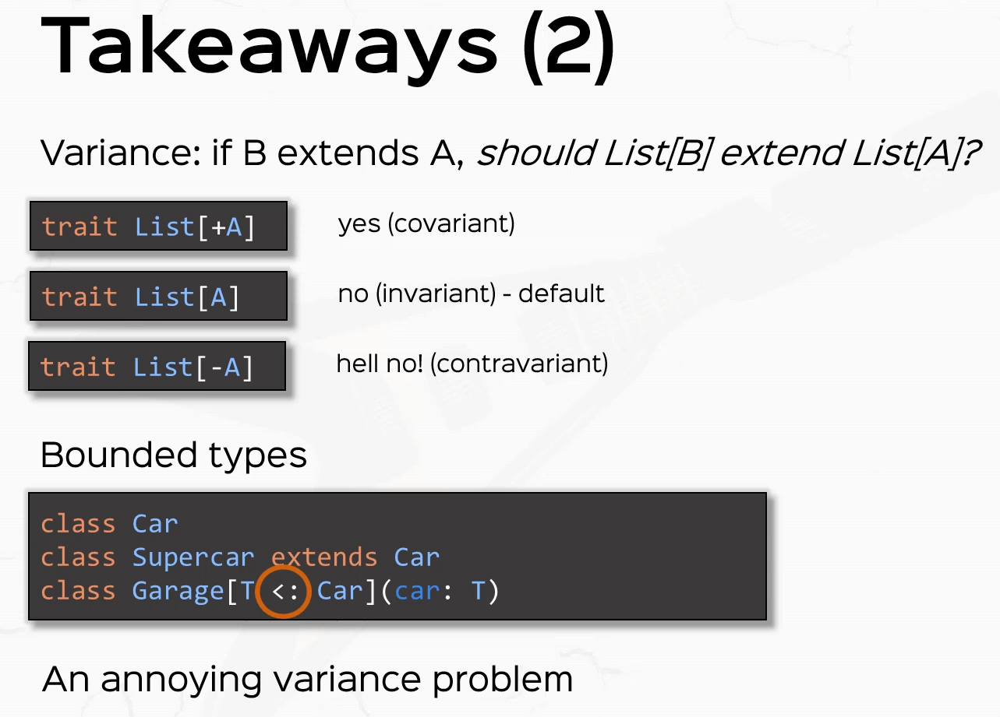 Takeaways (2)
Variance: if B extends A, should List[B] extend List[A]?
trait List[+A]
yes (covariant)
trait List[A]
no (invariant) - default
trait List[-A]
hell no! (contravariant)
Bounded types
class Car
class Supercar extends Car
class Garage[T <: Car](car: T)
An annoying variance problem